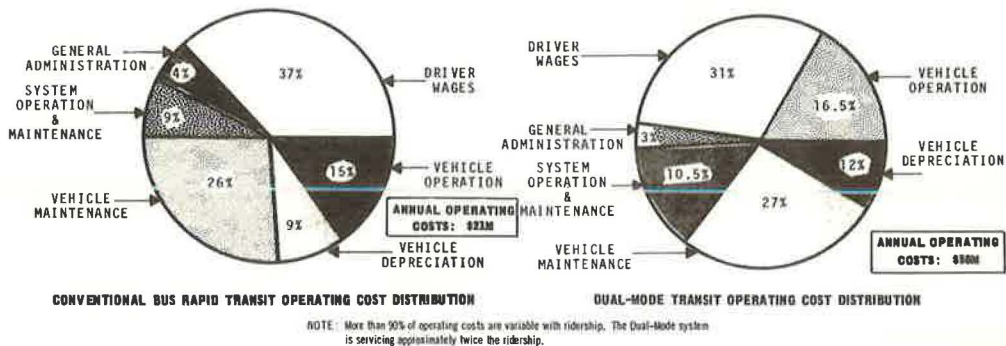 GENERAL
ADMINISTRATION
4%
37%
DRIVER
WAGES
SYSTEM
OPERATION
&
MAINTENANCE
9%
15%
VEHICLE
OPERATION
VEHICLE
MAINTENANCE
26%
9%
VEHICLE
DEPRECIATION
ANNUAL OPERATING
COSTS:
CONVENTIONAL BUS RAPID TRANSIT OPERATING COST DISTRIBUTION
DRIVER
WAGES
31%
VEHICLE
OPERATION
16.5%
GENERAL
ADMINISTRATION
3%
VEHICLE
DEPRECIATION
12%
SYSTEM
OPERATION
&
MAINTENANCE
10.5%
27%
VEHICLE
MAINTENANCE
ANNUAL OPERATING
COSTS:
DUAL-MODE TRANSIT OPERATING COST DISTRIBUTION
NOTE: More than 90% of operating costs are variable with ridership. The Dual-Mode system
is servicing approximately twice the ridership.